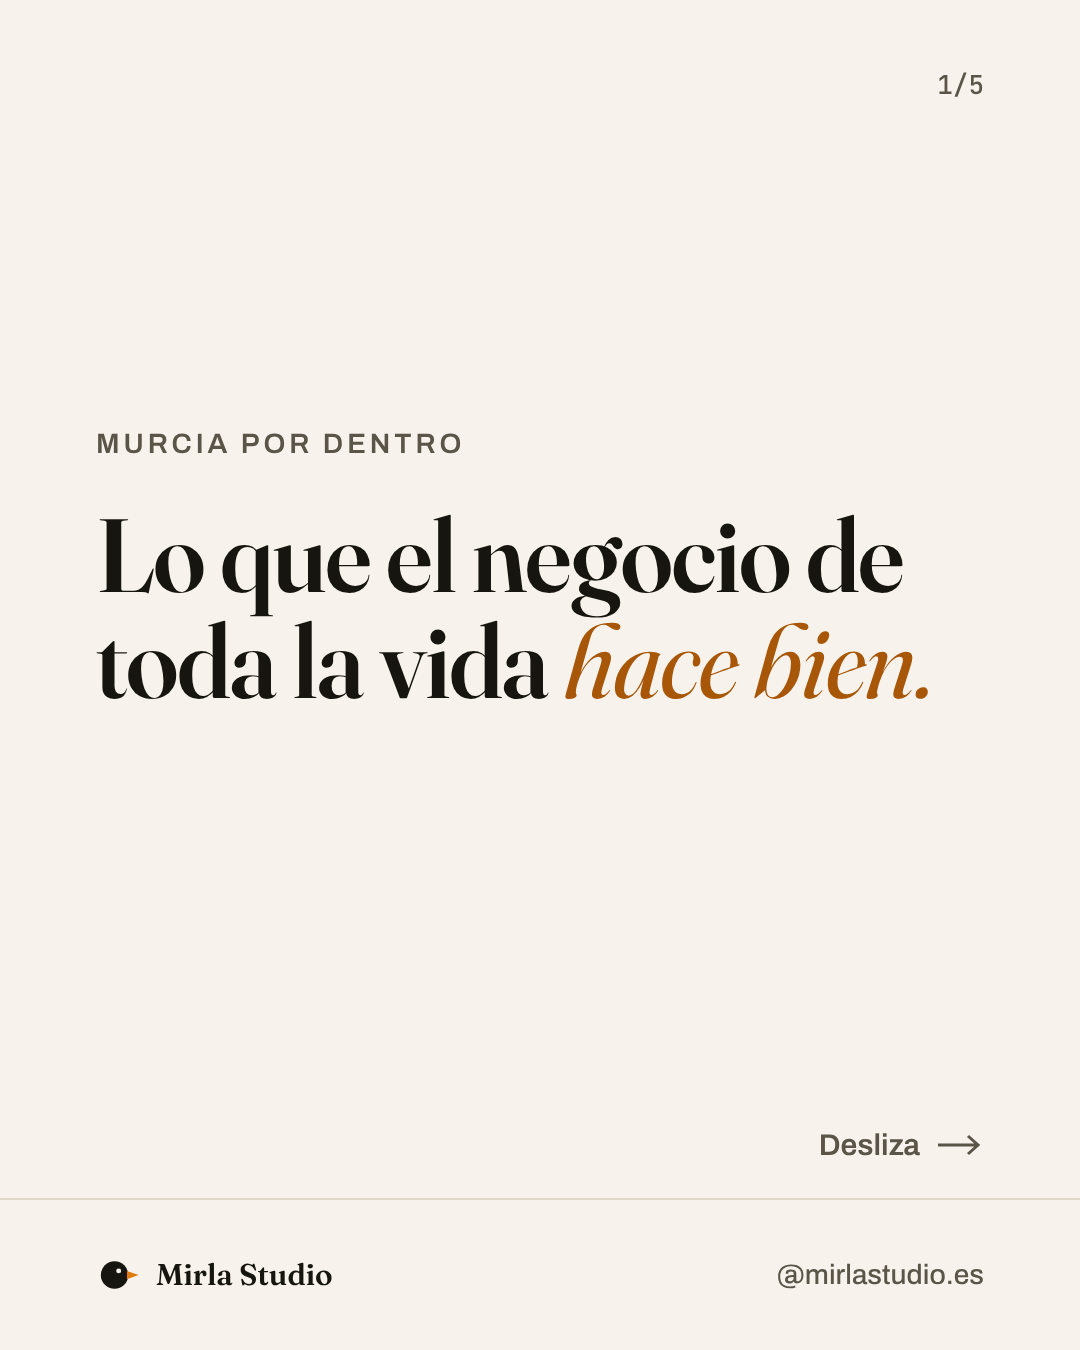 1/5
MURCIA POR DENTRO
Lo que el negocio de
toda la vida hace bien.
Desliza →
Mirla Studio
@mirlastudio.es